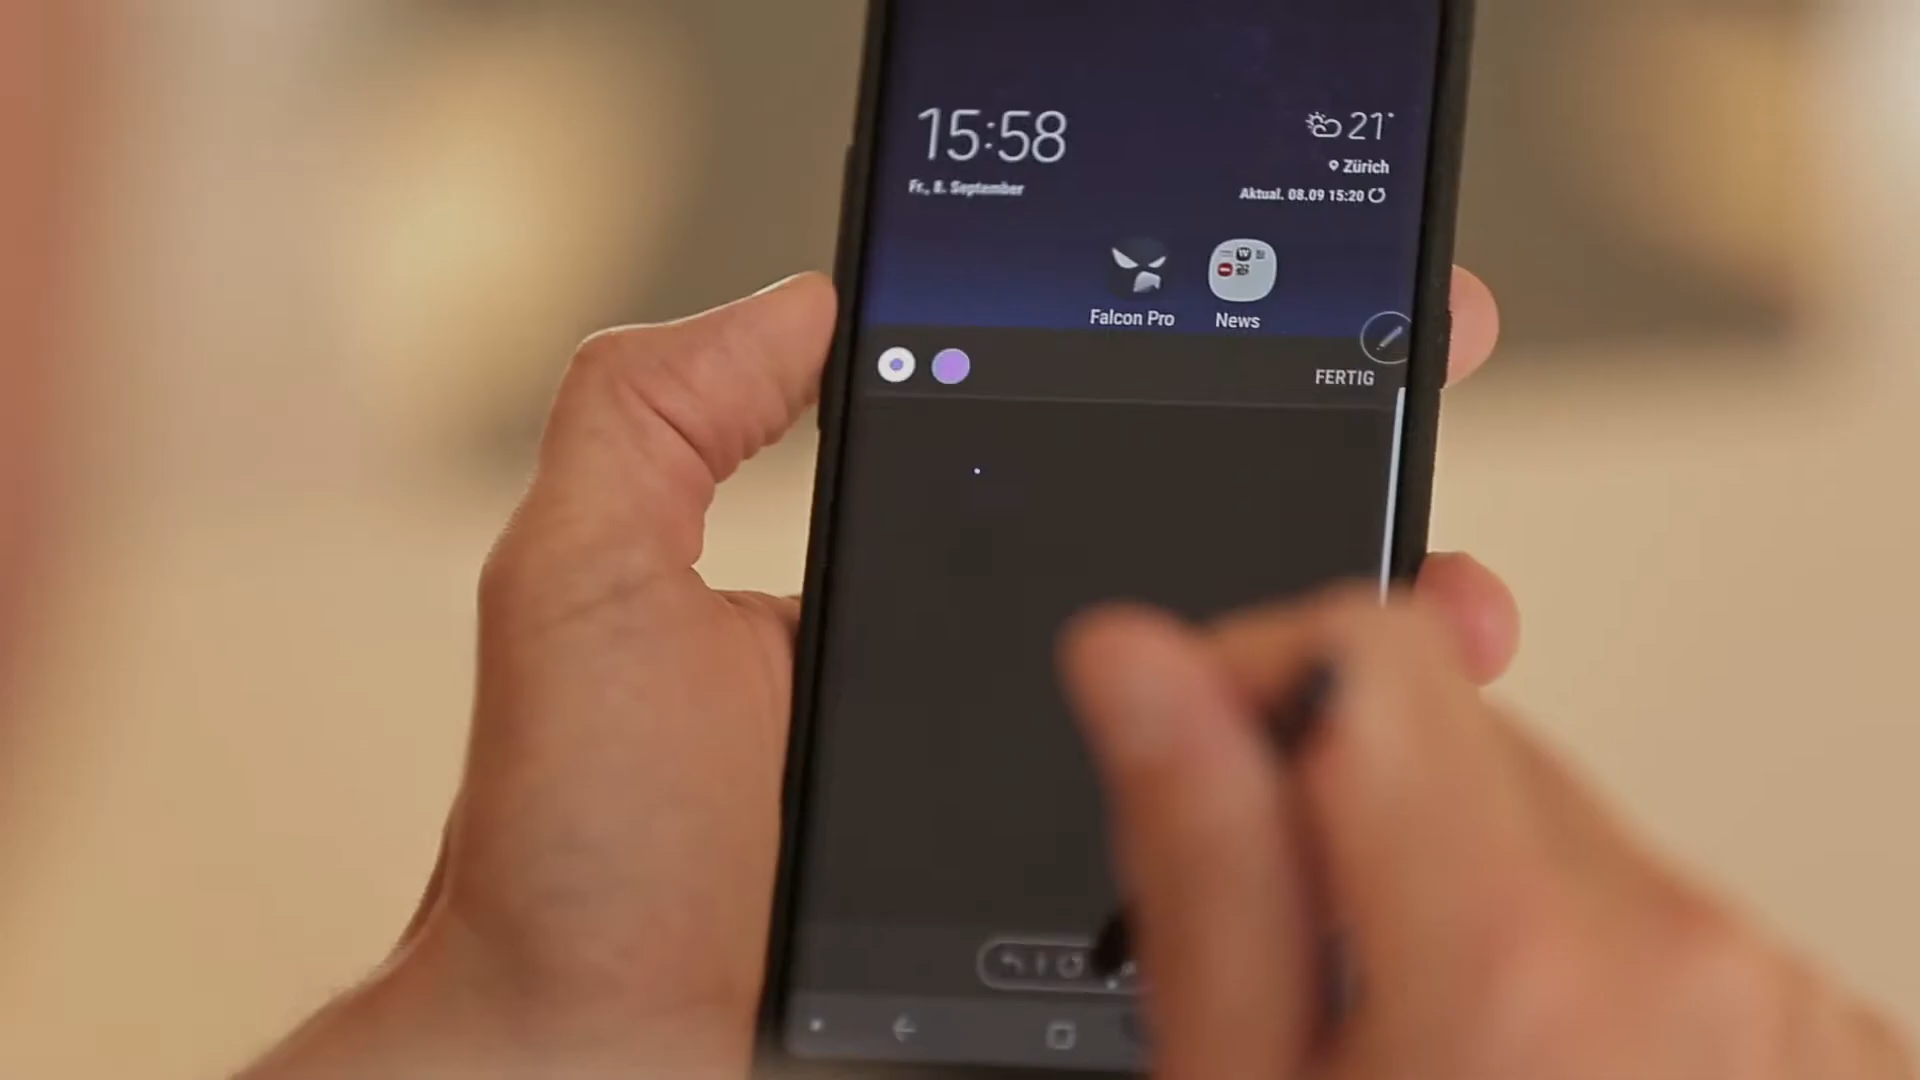 15:58
21°
Zürich
Fr., 8. September
Aktual. 08.09 15:20
W
Falcon Pro
News
FERTIG